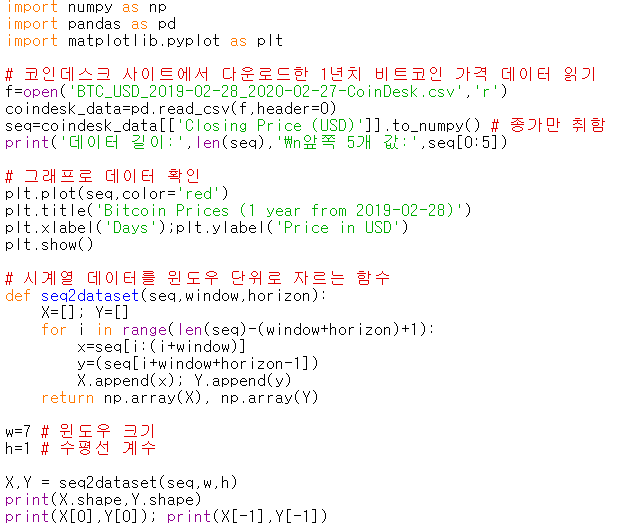 import numpy as np
import pandas as pd
import matplotlib.pyplot as plt

# 코인데스크 사이트에서 다운로드한 1년치 비트코인 가격 데이터 읽기
f=open('BTC_USD_2019-02-28_2020-02-27-CoinDesk.csv','r')
coindesk_data=pd.read_csv(f,header=0)
seq=coindesk_data[['Closing Price (USD)']].to_numpy() # 종가만 취함
print('데이터 길이:',len(seq),'₩n앞쪽 5개 값:',seq[0:5])

# 그래프로 데이터 확인
plt.plot(seq,color='red')
plt.title('Bitcoin Prices (1 year from 2019-02-28)')
plt.xlabel('Days');plt.ylabel('Price in USD')
plt.show()

# 시계열 데이터를 윈도우 단위로 자르는 함수
def seq2dataset(seq,window,horizon):
    X=[]; Y=[]
    for i in range(len(seq)-(window+horizon)+1):
        x=seq[i:(i+window)]
        y=(seq[i+window+horizon-1])
        X.append(x); Y.append(y)
    return np.array(X), np.array(Y)

w=7 # 윈도우 크기
h=1 # 수평선 계수

X,Y = seq2dataset(seq,w,h)
print(X.shape,Y.shape)
print(X[0],Y[0]); print(X[-1],Y[-1])